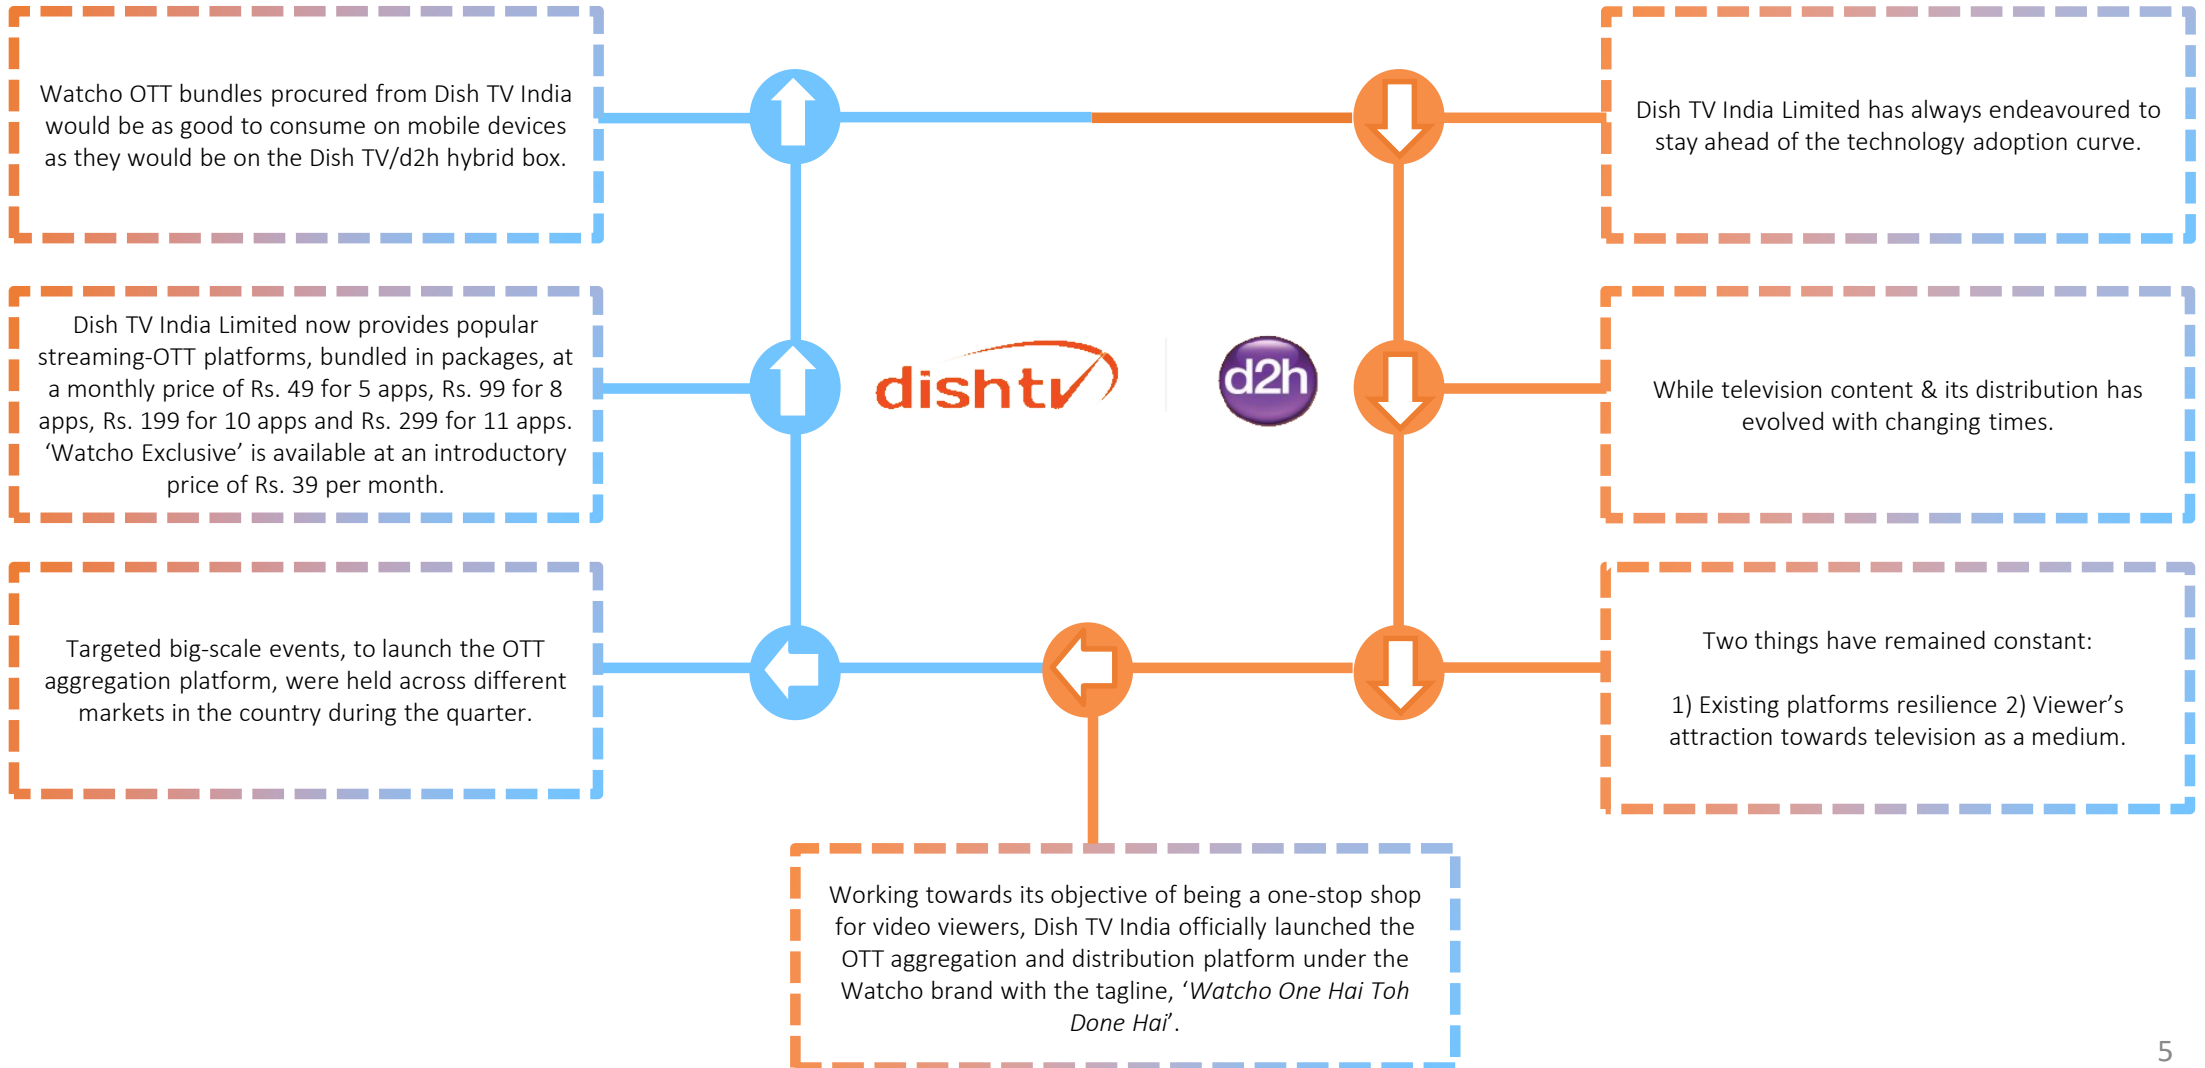 Watcho OTT bundles procured from Dish TV India
would be as good to consume on mobile devices
as they would be on the Dish TV/d2h hybrid box.
Dish TV India Limited has always endeavoured to
stay ahead of the technology adoption curve.
Dish TV India Limited now provides popular
streaming-OTT platforms, bundled in packages, at
a monthly price of Rs. 49 for 5 apps, Rs. 99 for 8
apps, Rs. 199 for 10 apps and Rs. 299 for 11 apps.
‘Watcho Exclusive’ is available at an introductory
price of Rs. 39 per month.
dishtv
d2h
While television content & its distribution has
evolved with changing times.
Targeted big-scale events, to launch the OTT
aggregation platform, were held across different
markets in the country during the quarter.
Two things have remained constant:
1) Existing platforms resilience 2) Viewer’s
attraction towards television as a medium.
Working towards its objective of being a one-stop shop
for video viewers, Dish TV India officially launched the
OTT aggregation and distribution platform under the
Watcho brand with the tagline, ‘Watcho One Hai Toh
Done Hai’.
5